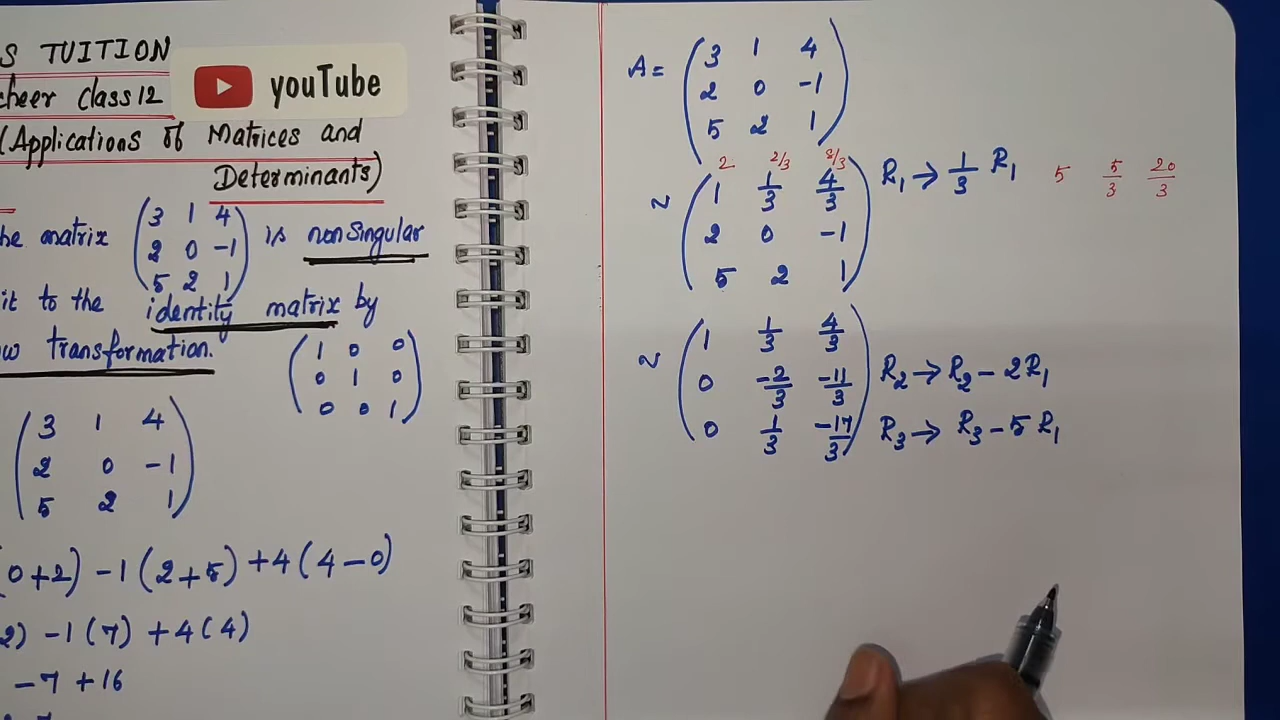 S TUITION
cheer Class 12
YouTube
(Applications of Matrices and
Determinants)
he matrix (3 1 4
2 0 -1
5 2 1) is nonSingular
it to the identity matrix by
w transformation.
(1 0 0
0 1 0
0 0 1)
(3 1 4
2 0 -1
5 2 1)
(0+2) -1(2+5) +4(4-0)
2) -1(7) +4(4)
-7 +16
A = (3 1 4
2 0 -1
5 2 1)
2 2/3 8/3
~ (1 1/3 4/3 R₁ → 1/3 R₁ 5 5/3 20/3
2 0 -1
5 2 1)
~ (1 1/3 4/3
0 -2/3 -11/3 R₂ → R₂ - 2R₁
0 1/3 -17/3) R₃ → R₃ - 5R₁